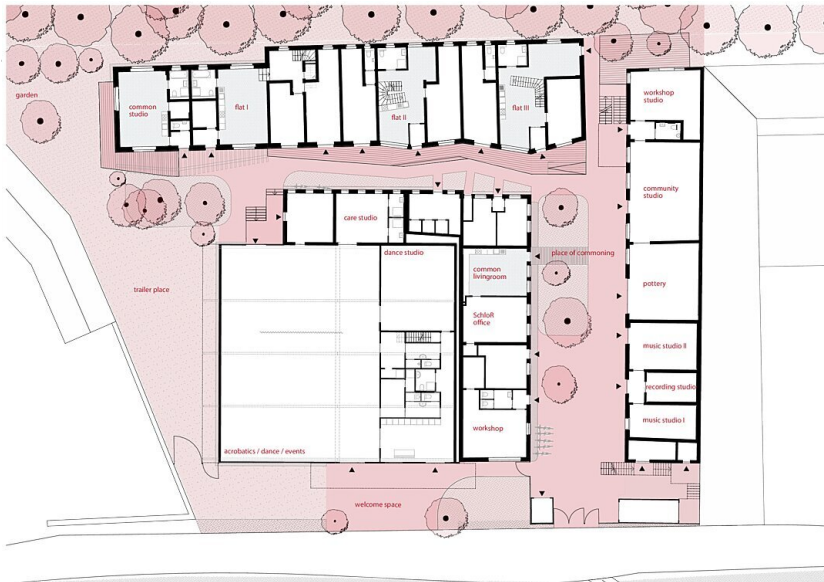 garden
common
studio
flat I
flat II
flat III
workshop
studio
care studio
community
studio
dance studio
place of commoning
common
livingroom
trailer place
pottery
SchloR
office
music studio II
recording studio
music studio I
workshop
acrobatics / dance / events
welcome space